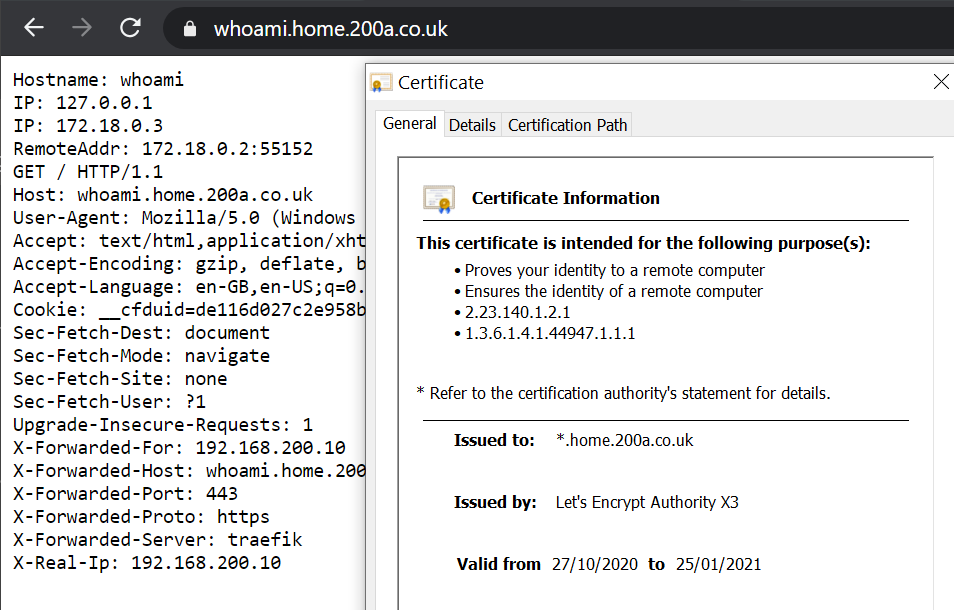 whoami.home.200a.co.uk
Hostname: whoami
IP: 127.0.0.1
IP: 172.18.0.3
RemoteAddr: 172.18.0.2:55152
GET / HTTP/1.1
Host: whoami.home.200a.co.uk
User-Agent: Mozilla/5.0 (Windows
Accept: text/html,application/xht
Accept-Encoding: gzip, deflate, b
Accept-Language: en-GB,en-US;q=0.
Cookie: __cfduid=de116d027c2e958b
Sec-Fetch-Dest: document
Sec-Fetch-Mode: navigate
Sec-Fetch-Site: none
Sec-Fetch-User: ?1
Upgrade-Insecure-Requests: 1
X-Forwarded-For: 192.168.200.10
X-Forwarded-Host: whoami.home.200
X-Forwarded-Port: 443
X-Forwarded-Proto: https
X-Forwarded-Server: traefik
X-Real-Ip: 192.168.200.10
Certificate
General Details Certification Path
Certificate Information
This certificate is intended for the following purpose(s):
• Proves your identity to a remote computer
• Ensures the identity of a remote computer
• 2.23.140.1.2.1
• 1.3.6.1.4.1.44947.1.1.1
* Refer to the certification authority's statement for details.
Issued to: *.home.200a.co.uk
Issued by: Let's Encrypt Authority X3
Valid from 27/10/2020 to 25/01/2021